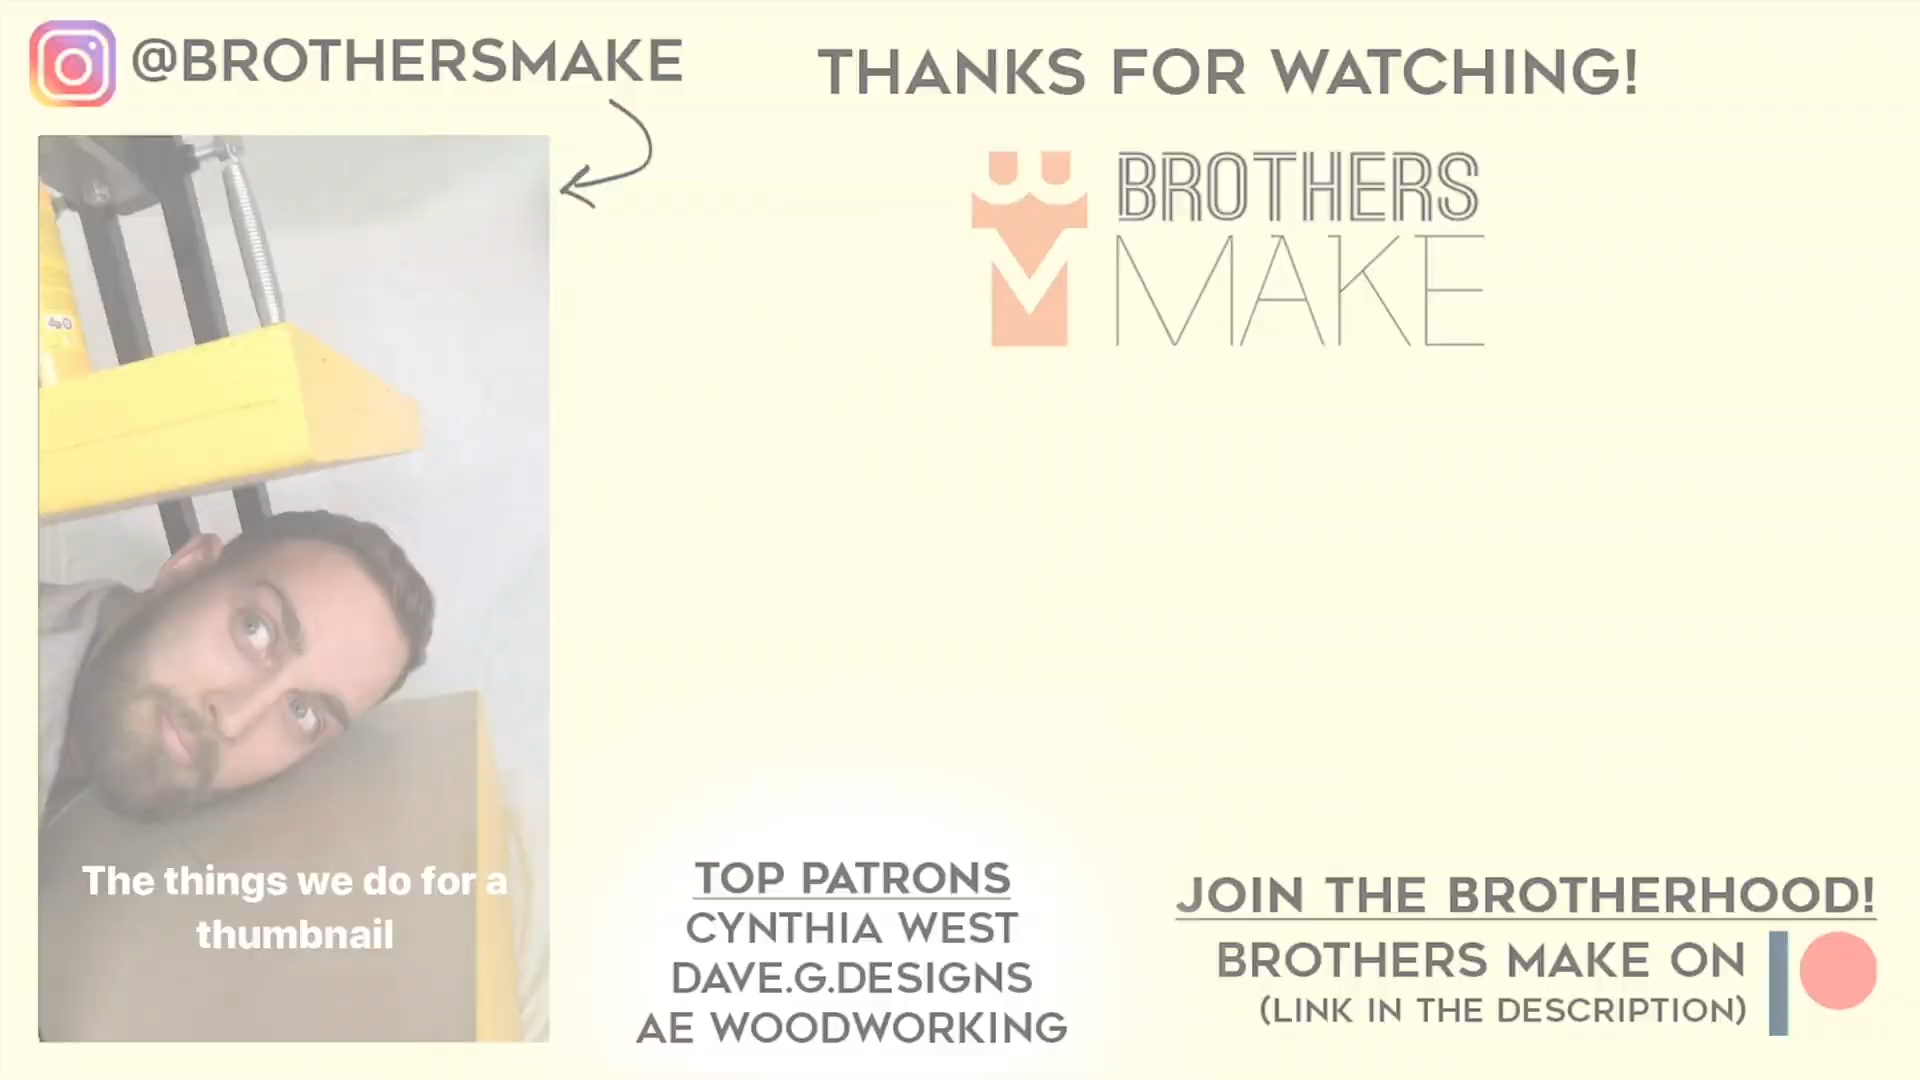 @BROTHERSMAKE
THANKS FOR WATCHING!
BROTHERS
MAKE
The things we do for a
thumbnail
TOP PATRONS
CYNTHIA WEST
DAVE.G.DESIGNS
AE WOODWORKING
JOIN THE BROTHERHOOD!
BROTHERS MAKE ON
(LINK IN THE DESCRIPTION)